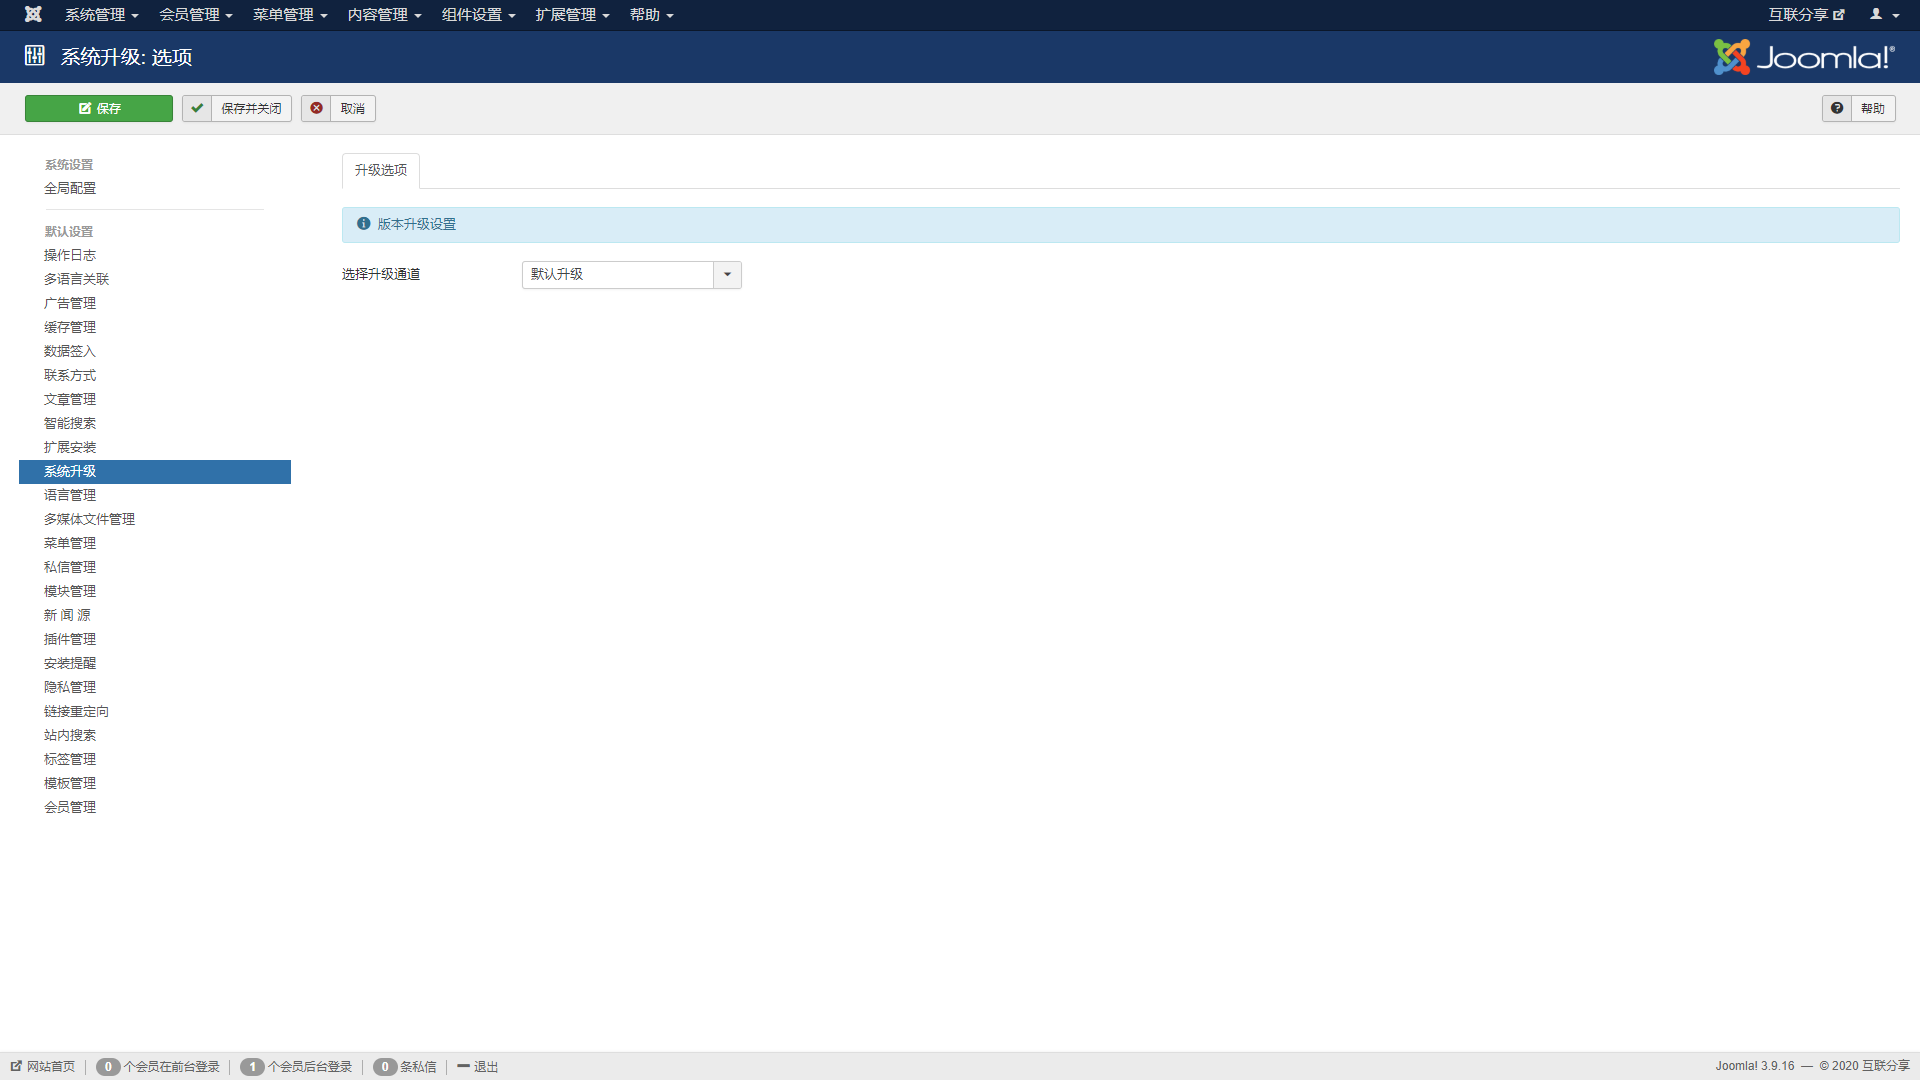 系统管理 会员管理 菜单管理 内容管理 组件设置 扩展管理 帮助 互联分享
系统升级: 选项 Joomla!®
保存 保存并关闭 取消 帮助
系统设置
全局配置
默认设置
操作日志
多语言关联
广告管理
缓存管理
数据签入
联系方式
文章管理
智能搜索
扩展安装
系统升级
语言管理
多媒体文件管理
菜单管理
私信管理
模块管理
新 闻 源
插件管理
安装提醒
隐私管理
链接重定向
站内搜索
标签管理
模板管理
会员管理
升级选项
版本升级设置
选择升级通道 默认升级
网站首页 0 个会员在前台登录 1 个会员后台登录 0 条私信 退出 Joomla! 3.9.16 — © 2020 互联分享